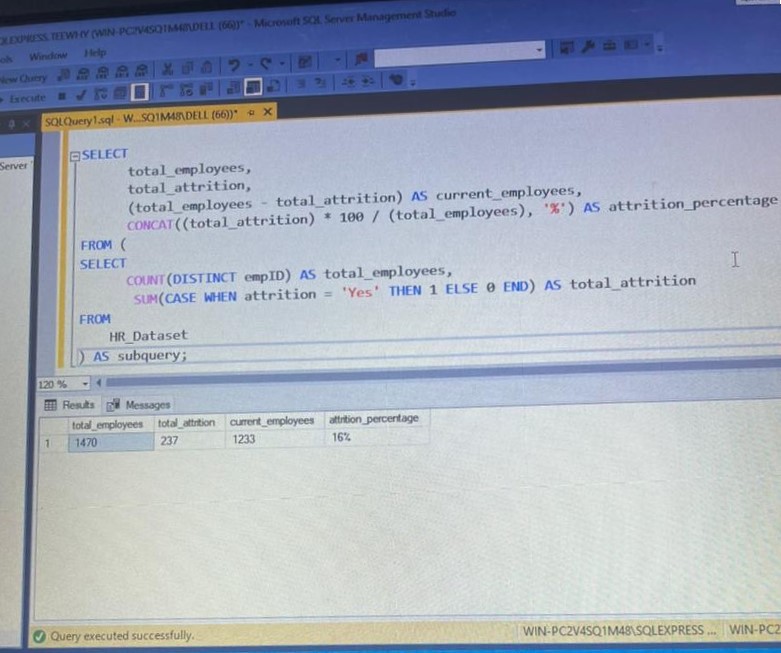 QLEXPRESS.TEEWHY (WIN-PC2V4SQ1M48\DELL (66))* - Microsoft SQL Server Management Studio
ols Window Help
New Query
Execute
SQLQuery1.sql - W...SQ1M48\DELL (66))*
Server
SELECT
total_employees,
total_attrition,
(total_employees - total_attrition) AS current_employees,
CONCAT((total_attrition) * 100 / (total_employees), '%') AS attrition_percentage
FROM (
SELECT
COUNT(DISTINCT empID) AS total_employees,
SUM(CASE WHEN attrition = 'Yes' THEN 1 ELSE 0 END) AS total_attrition
FROM
HR_Dataset
) AS subquery;
120 %
Results Messages
total_employees total_attrition current_employees attrition_percentage
1 1470 237 1233 16%
Query executed successfully. WIN-PC2V4SQ1M48\SQLEXPRESS ... WIN-PC2